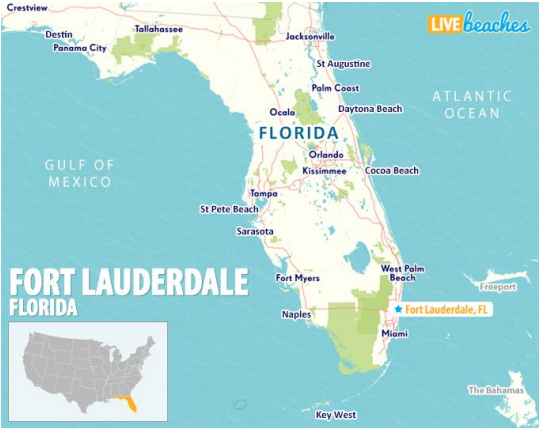 Crestview
Tallahassee
Destin
Panama City
Jacksonville
LIVE beaches
St Augustine
Palm Coast
Ocala
Daytona Beach
ATLANTIC
OCEAN
FLORIDA
GULF OF
MEXICO
Orlando
Kissimmee
Cocoa Beach
Tampa
St Pete Beach
Sarasota
FORT LAUDERDALE
FLORIDA
Fort Myers
West Palm
Beach
Freeport
Naples
Fort Lauderdale, FL
Miami
The Bahamas
Key West